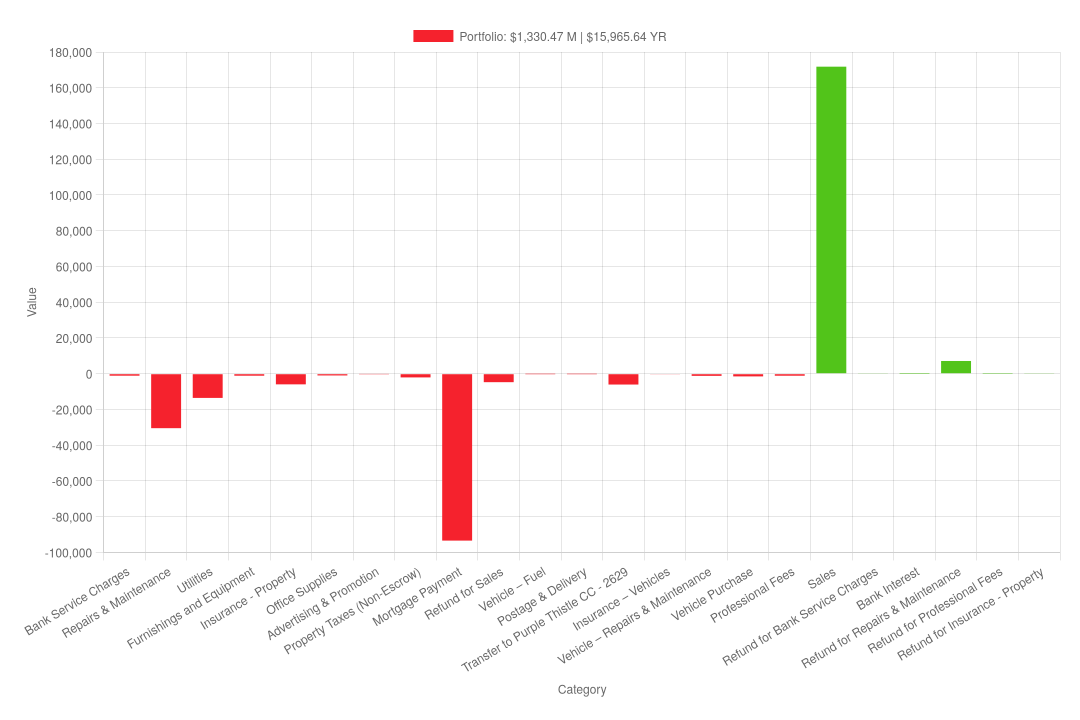 Portfolio: $1,330.47 M | $15,965.64 YR
180,000
160,000
140,000
120,000
100,000
80,000
60,000
40,000
20,000
0
-20,000
-40,000
-60,000
-80,000
-100,000
Value
Bank Service Charges
Repairs & Maintenance
Utilities
Furnishings and Equipment
Insurance - Property
Office Supplies
Advertising & Promotion
Property Taxes (Non-Escrow)
Mortgage Payment
Refund for Sales
Vehicle – Fuel
Postage & Delivery
Transfer to Purple Thistle CC - 2629
Insurance – Vehicles
Vehicle – Repairs & Maintenance
Vehicle Purchase
Professional Fees
Sales
Refund for Bank Service Charges
Bank Interest
Refund for Repairs & Maintenance
Refund for Professional Fees
Refund for Insurance - Property
Category